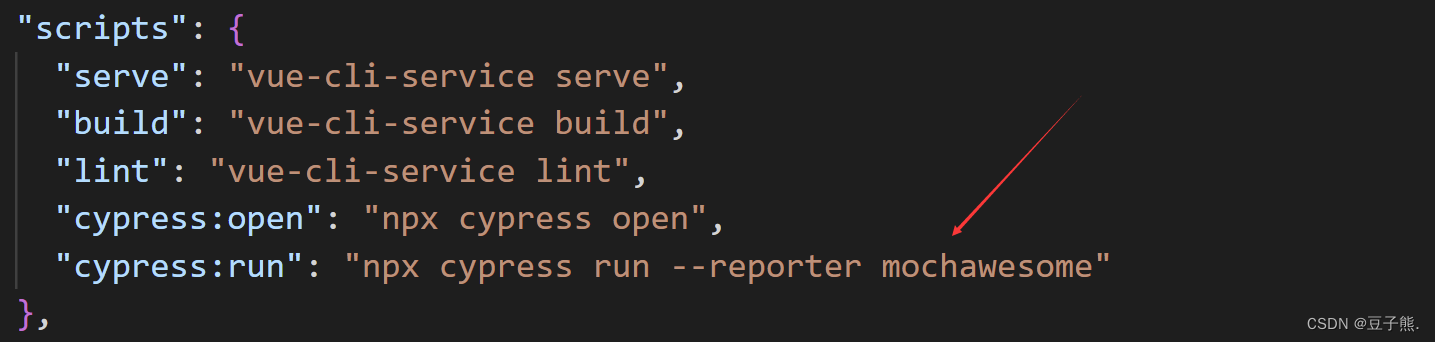 "scripts": {
"serve": "vue-cli-service serve",
"build": "vue-cli-service build",
"lint": "vue-cli-service lint",
"cypress:open": "npx cypress open",
"cypress:run": "npx cypress run --reporter mochawesome"
},
CSDN @豆子熊.